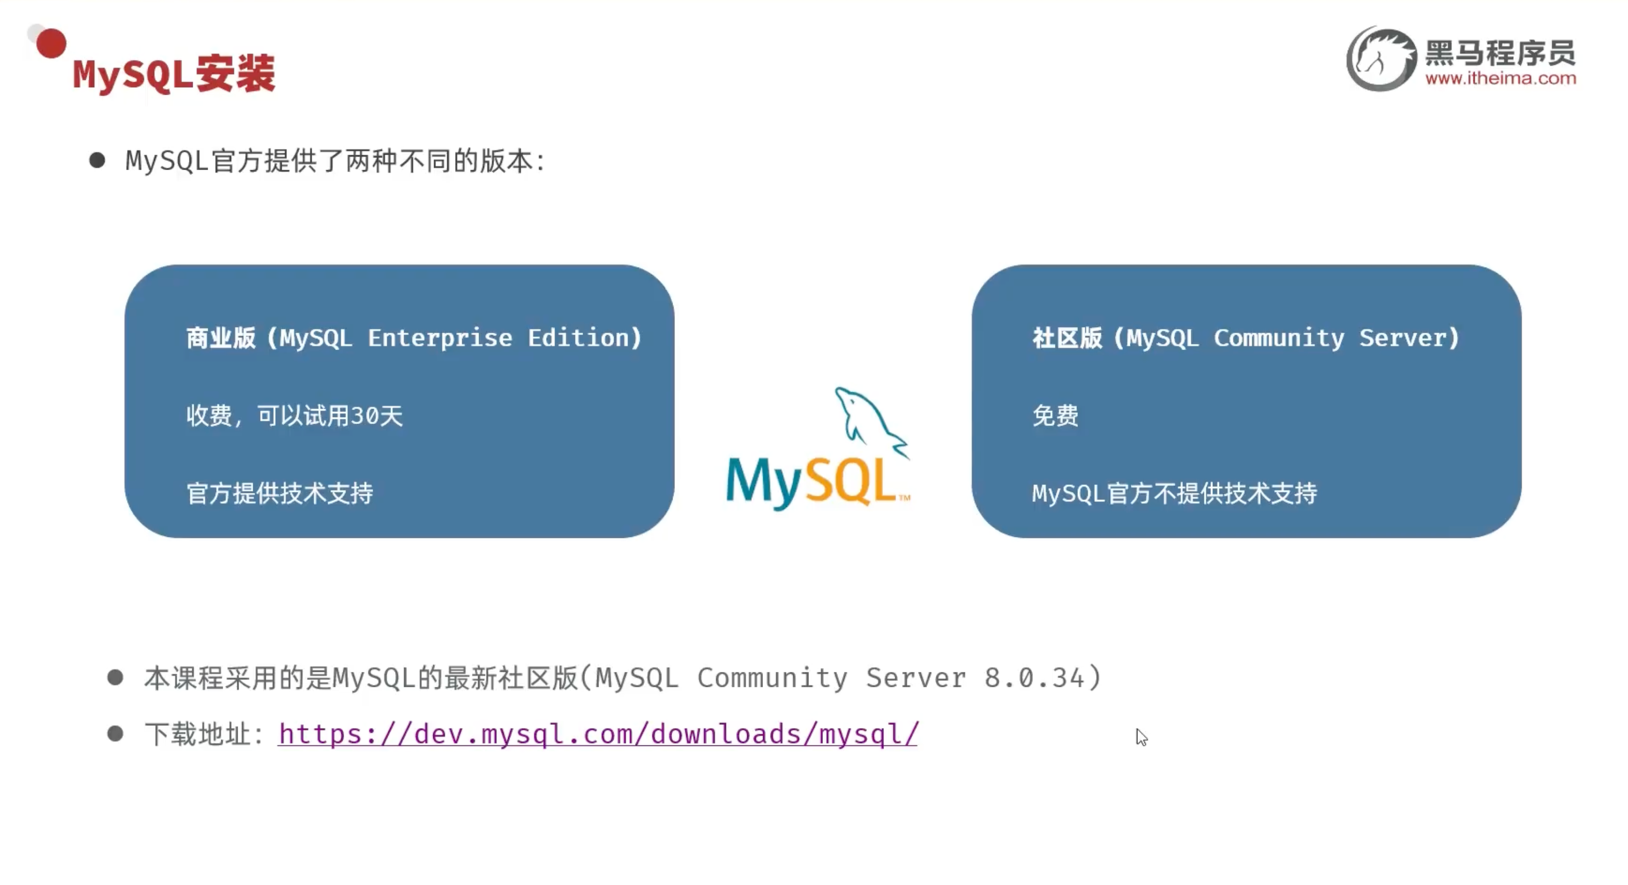 MySQL安装
黑马程序员
www.itheima.com
MySQL官方提供了两种不同的版本：
商业版（MySQL Enterprise Edition）
收费，可以试用30天
官方提供技术支持
MySQL™
社区版（MySQL Community Server）
免费
MySQL官方不提供技术支持
本课程采用的是MySQL的最新社区版(MySQL Community Server 8.0.34)
下载地址：https://dev.mysql.com/downloads/mysql/